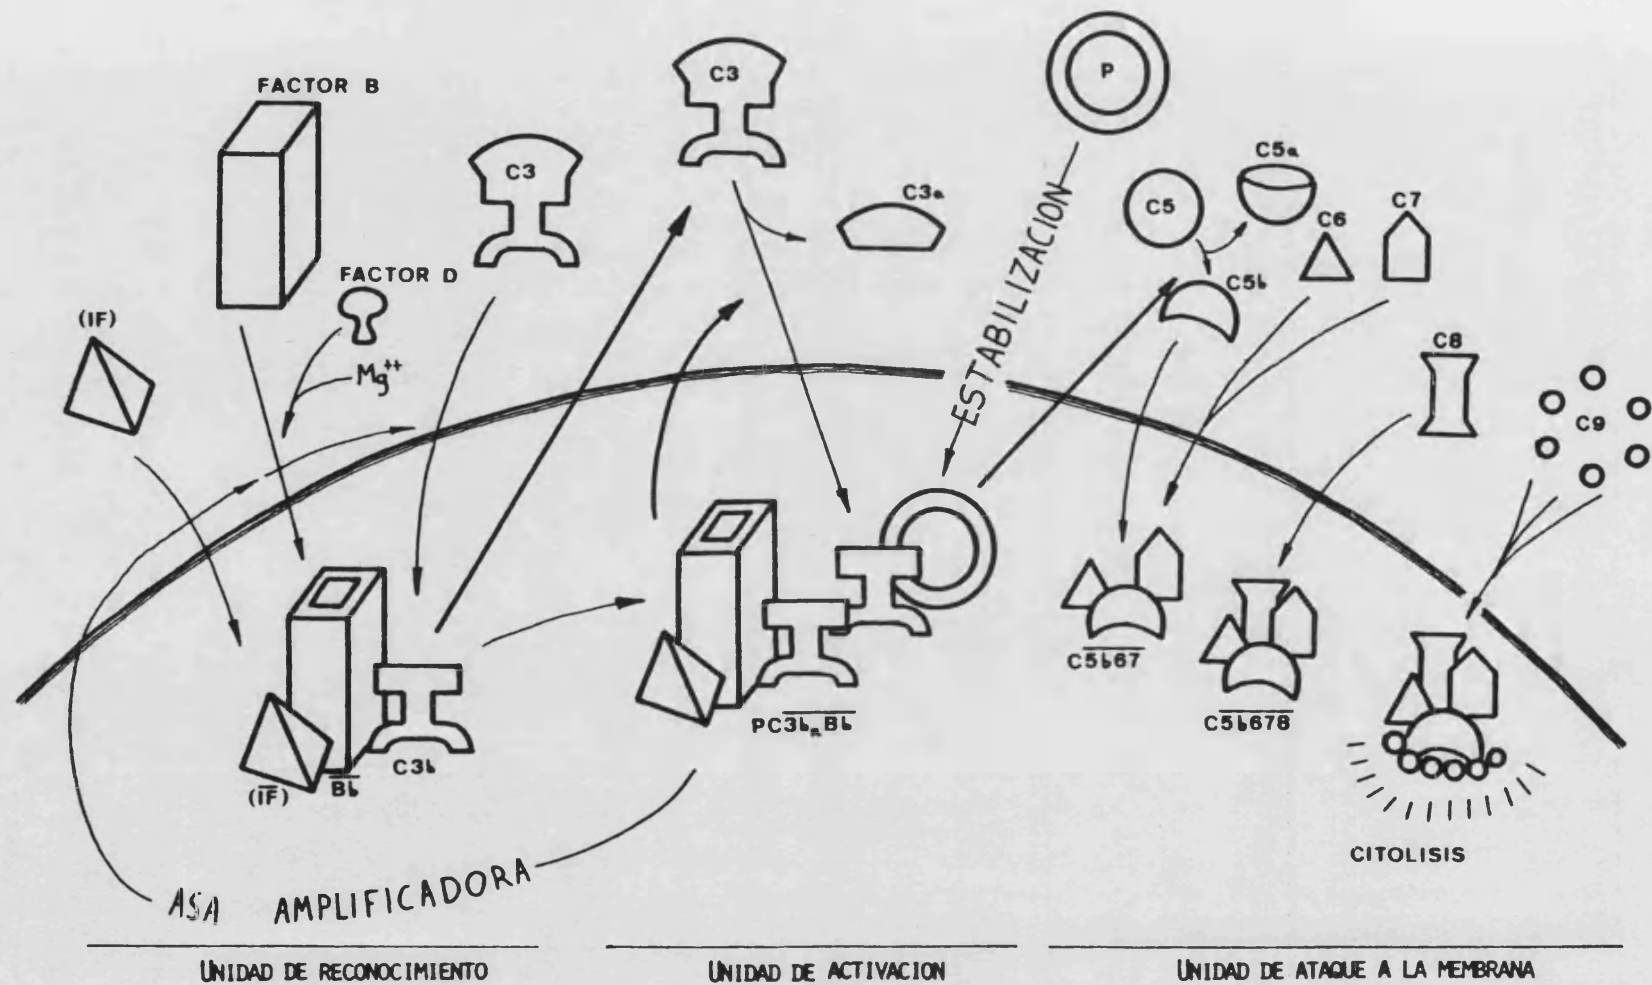 FACTOR B
C3
C3
P
C5a
C5
C3a
C6
C7
FACTOR D
C5b
(IF)
Mg++
ESTABILIZACION
C8
C9
C5b67
C5b678
PC3bnBb
C3b
Bb
(IF)
CITOLISIS
ASA AMPLIFICADORA
UNIDAD DE RECONOCIMIENTO
UNIDAD DE ACTIVACION
UNIDAD DE ATAQUE A LA MEMBRANA